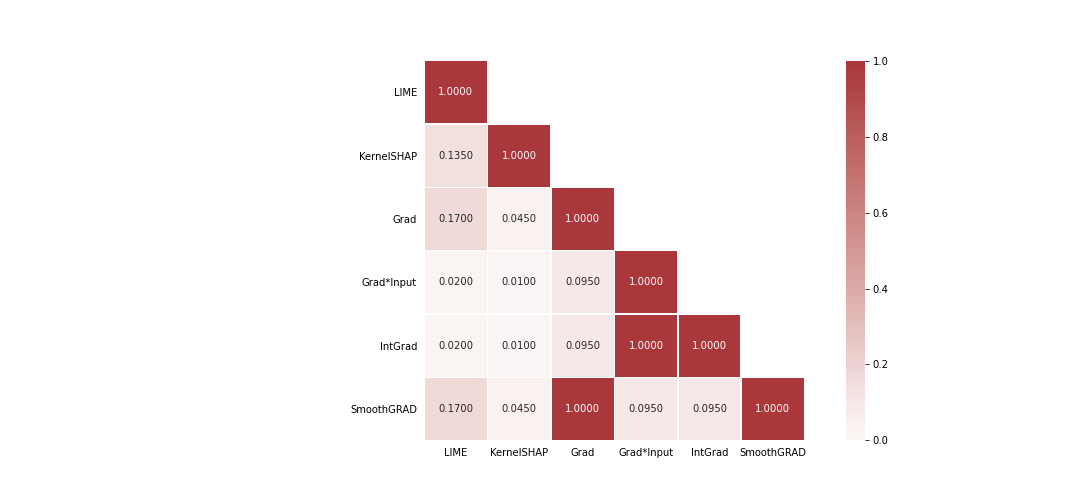 LIME 1.0000
KernelSHAP 0.1350 1.0000
Grad 0.1700 0.0450 1.0000
Grad*Input 0.0200 0.0100 0.0950 1.0000
IntGrad 0.0200 0.0100 0.0950 1.0000 1.0000
SmoothGRAD 0.1700 0.0450 1.0000 0.0950 0.0950 1.0000
LIME KernelSHAP Grad Grad*Input IntGrad SmoothGRAD
1.0
0.8
0.6
0.4
0.2
0.0